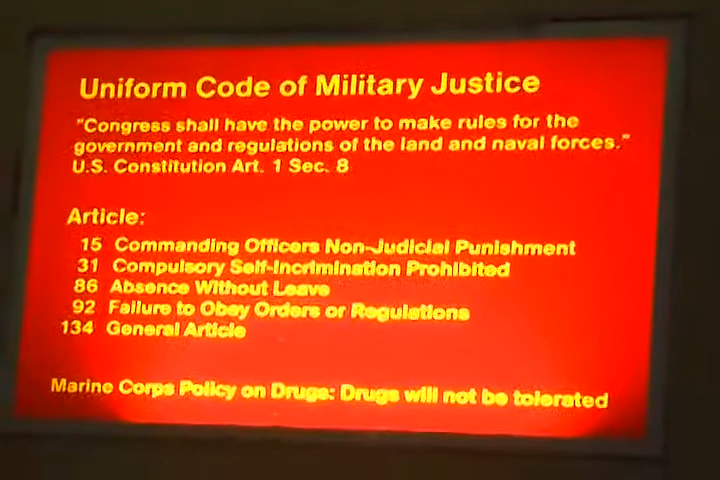 Uniform Code of Military Justice
"Congress shall have the power to make rules for the
government and regulations of the land and naval forces."
U.S. Constitution Art. 1 Sec. 8
Article:
15 Commanding Officers Non-Judicial Punishment
31 Compulsory Self-Incrimination Prohibited
86 Absence Without Leave
92 Failure to Obey Orders or Regulations
134 General Article
Marine Corps Policy on Drugs: Drugs will not be tolerated